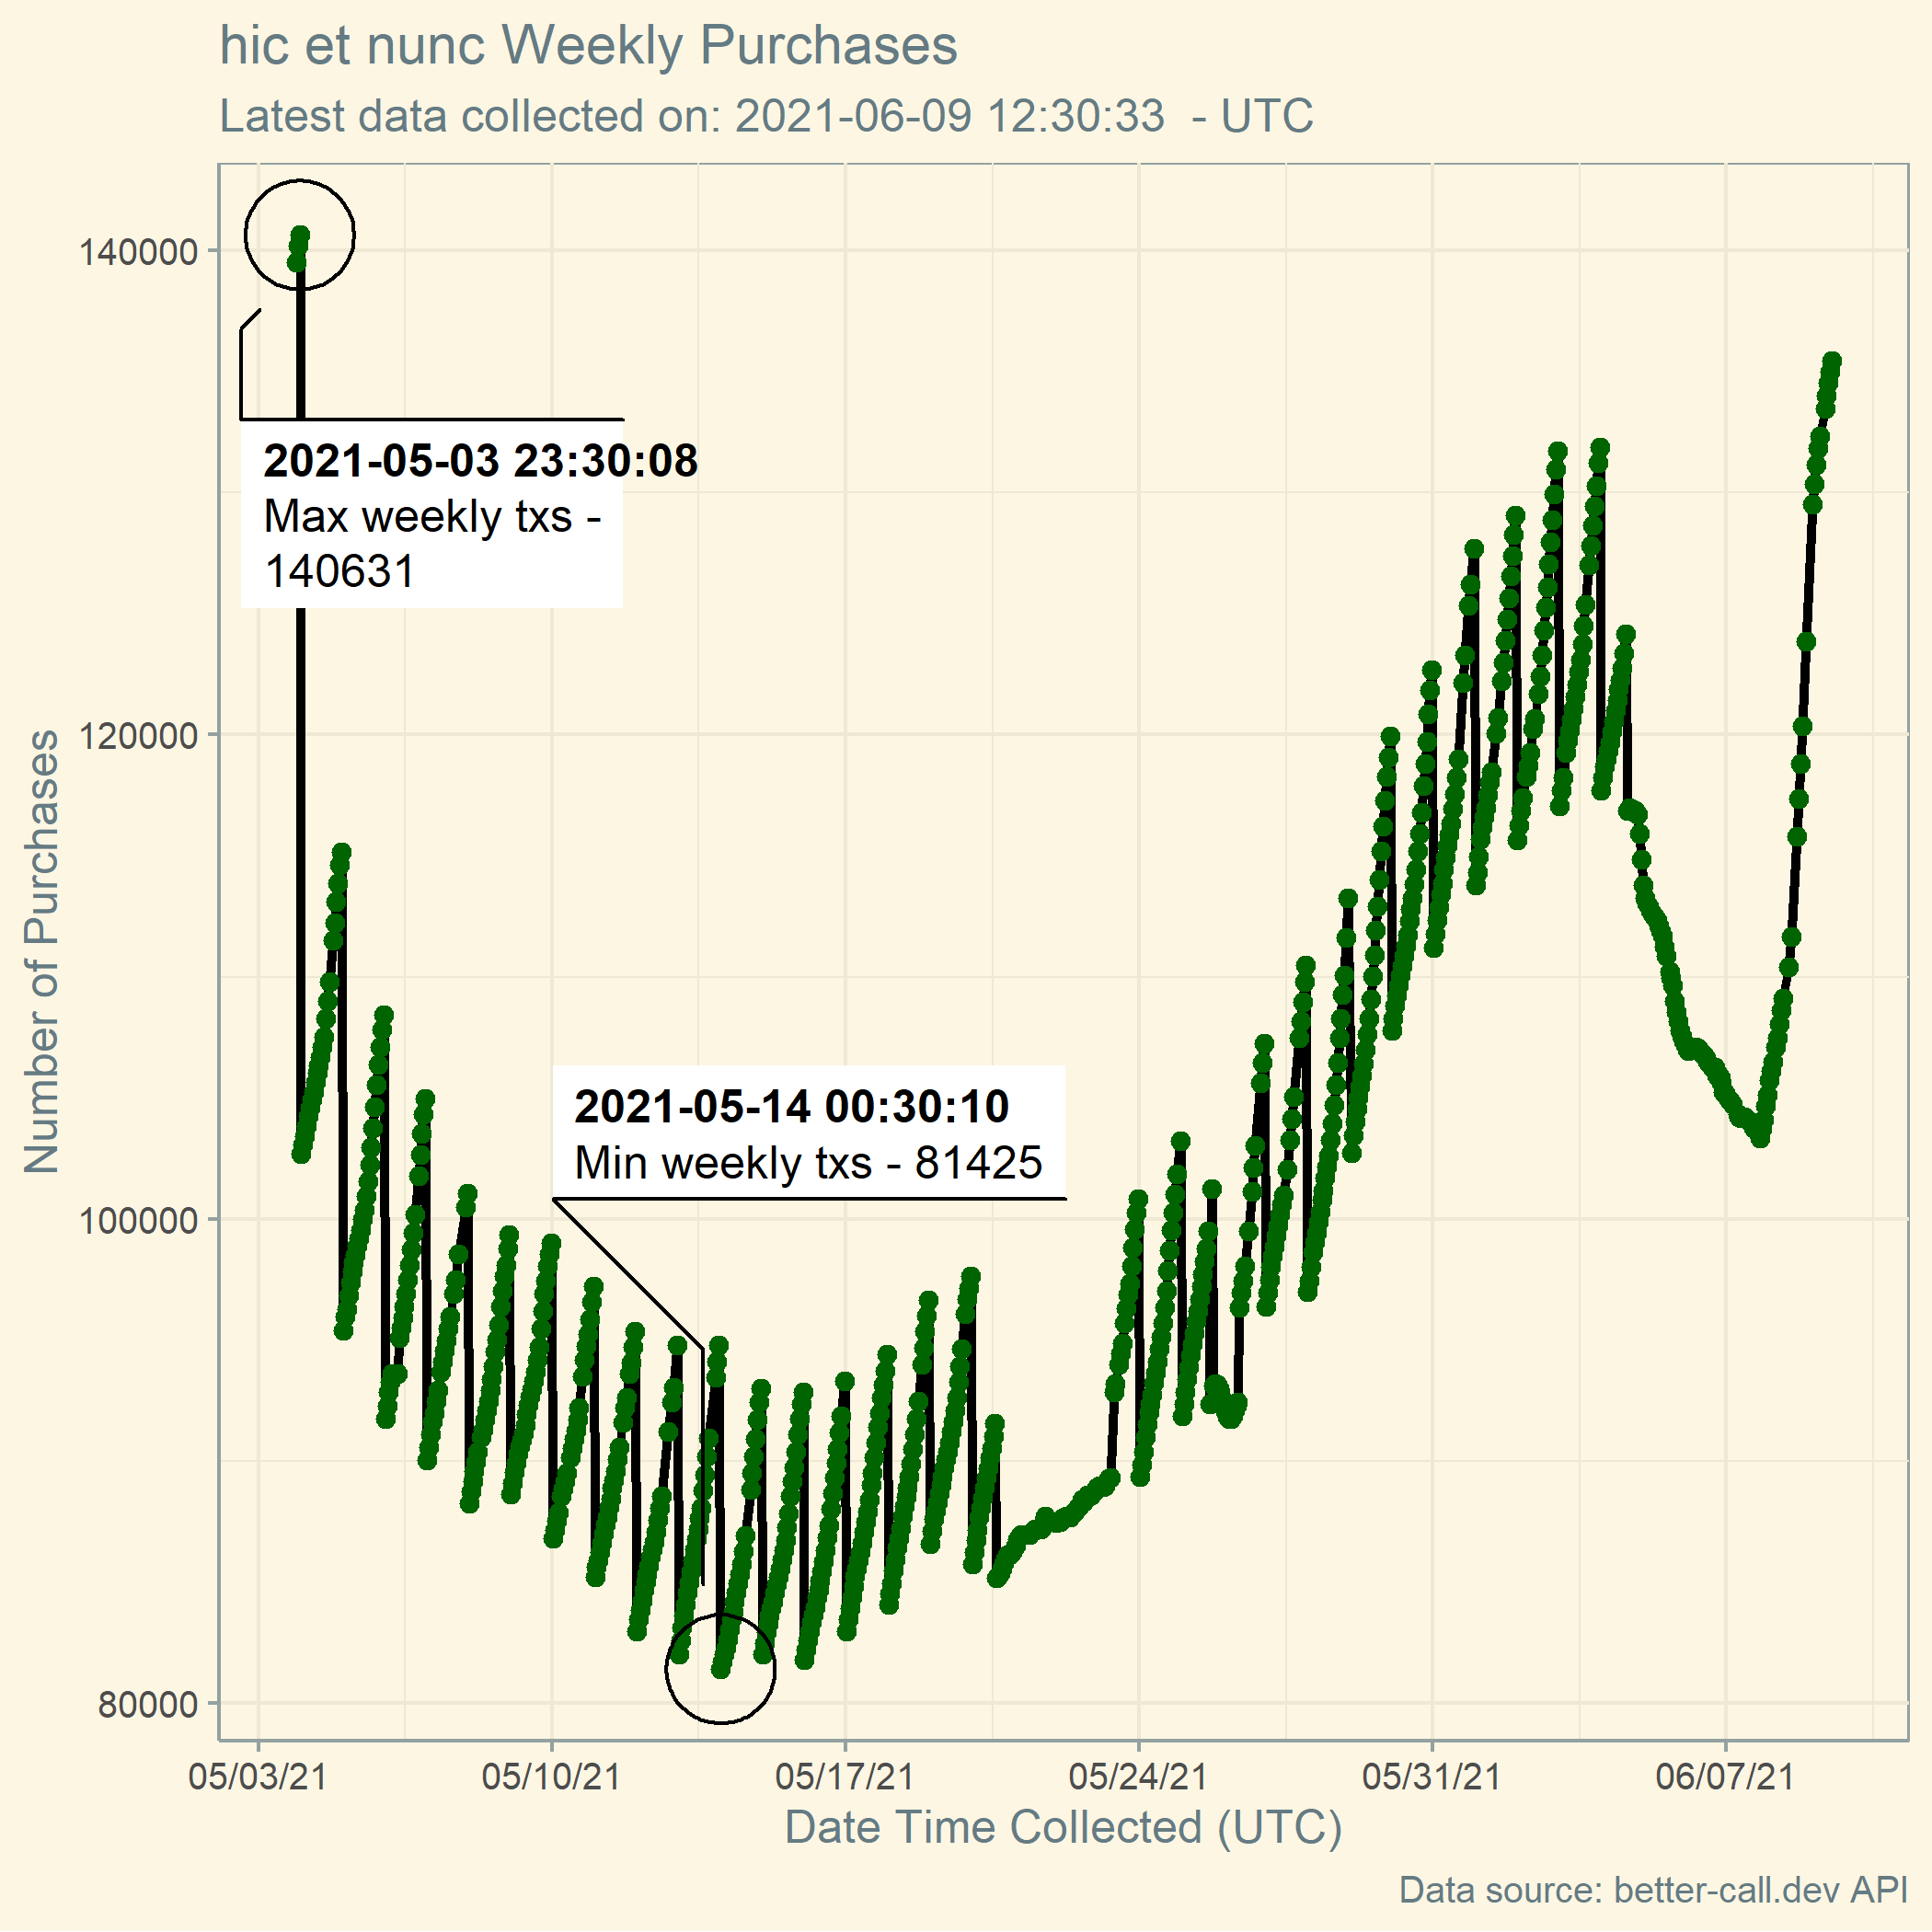 hic et nunc Weekly Purchases
Latest data collected on: 2021-06-09 12:30:33  - UTC
Number of Purchases
140000
120000
100000
80000
2021-05-03 23:30:08
Max weekly txs -
140631
2021-05-14 00:30:10
Min weekly txs - 81425
05/03/21 05/10/21 05/17/21 05/24/21 05/31/21 06/07/21
Date Time Collected (UTC)
Data source: better-call.dev API